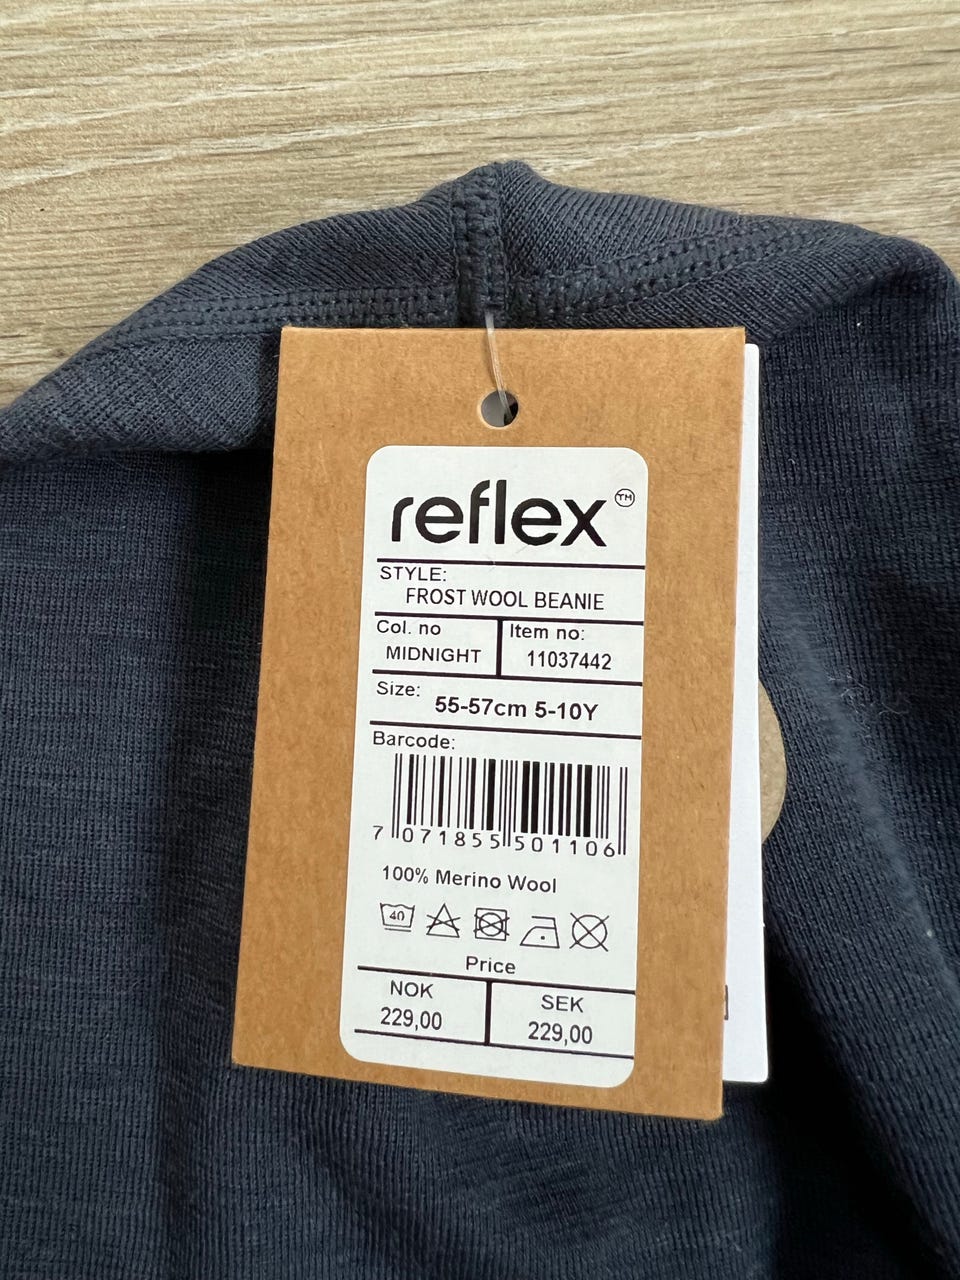 reflex™
STYLE:
FROST WOOL BEANIE
Col. no
MIDNIGHT
Item no:
11037442
Size: 55-57cm 5-10Y
Barcode:
7 071855 501106
100% Merino Wool
40
Price
NOK
229,00
SEK
229,00